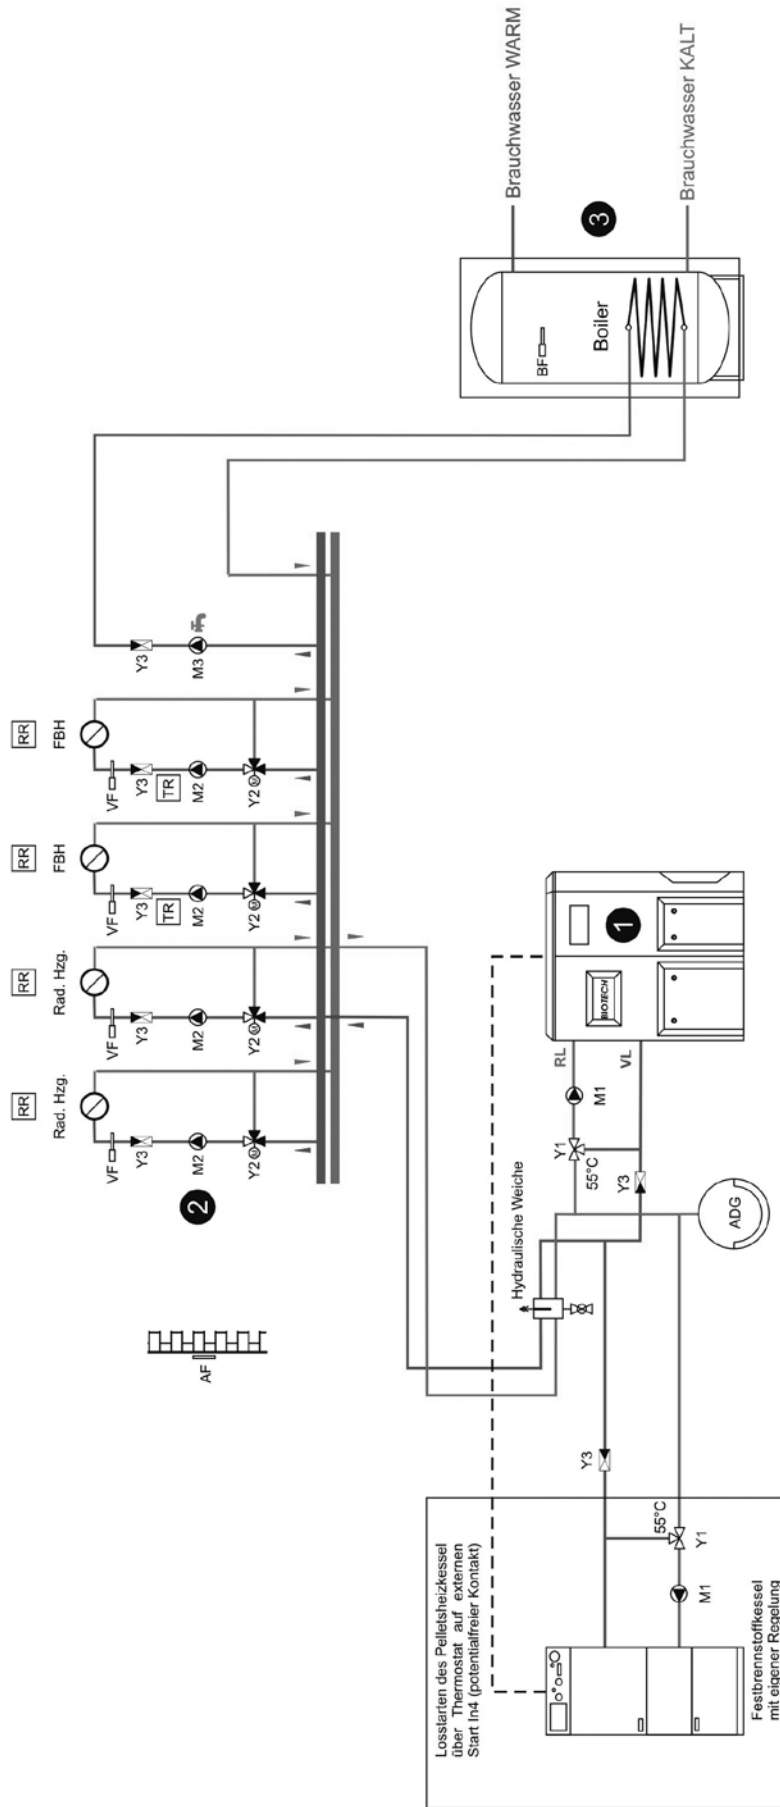 Brauchwasser WARM
Brauchwasser KALT
3
Boiler
BF
RR
FBH
VF
Y3
TR
M2
Y2
M
Y3
M3
RR
FBH
VF
Y3
TR
M2
Y2
M
RR
Rad. Hzg.
VF
Y3
M2
Y2
M
RR
Rad. Hzg.
VF
Y3
M2
Y2
M
2
AF
1
BIOTECH
RL
VL
M1
Y1
55°C
Y3
ADG
Hydraulische Weiche
Y3
55°C
Y1
M1
Losstarten des Pelletsheizkessel
über Thermostat auf externen
Start In4 (potentialfreier Kontakt)
Festbrennstoffkessel
mit eigener Regelung